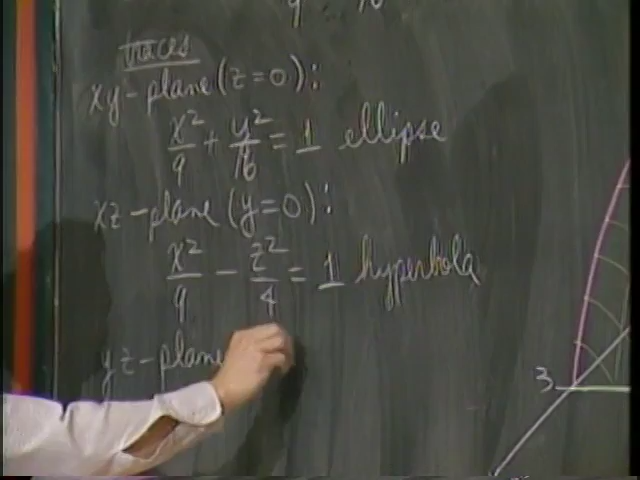 traces
xy-plane (z=0):
x²/9 + y²/16 = 1 ellipse
xz-plane (y=0):
x²/9 - z²/4 = 1 hyperbola
yz-plane
3